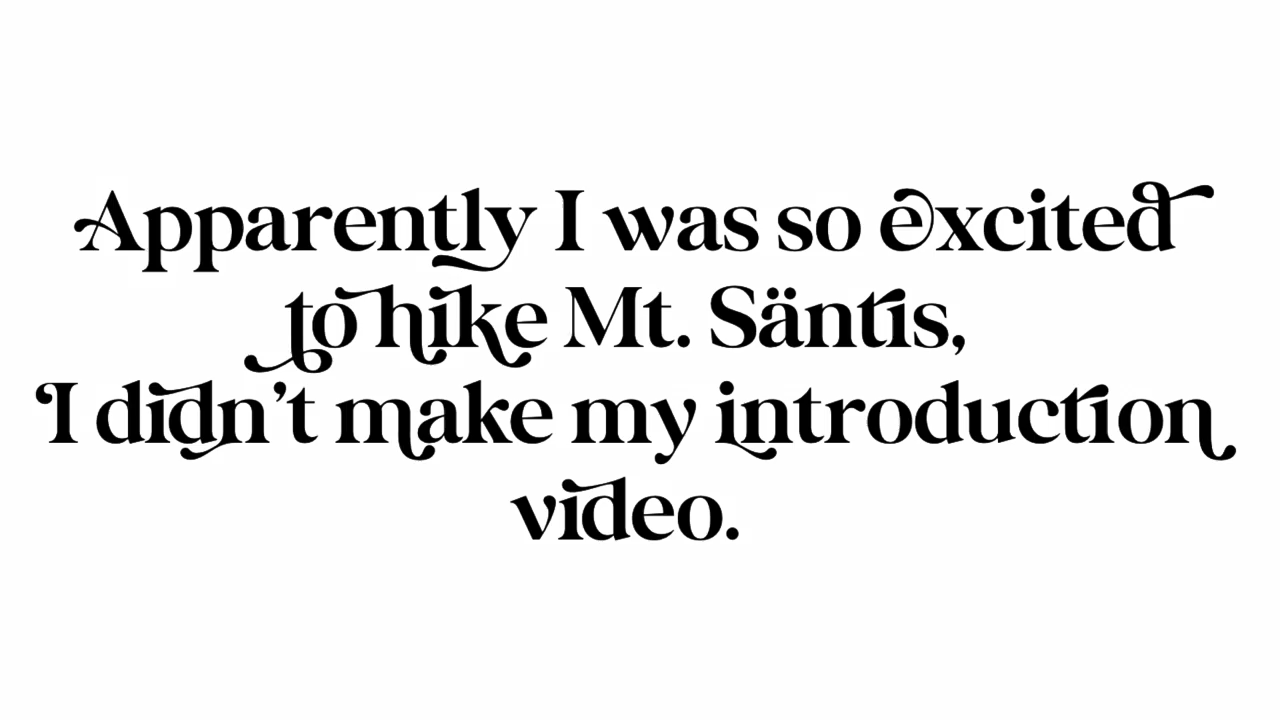 Apparently I was so excited
to hike Mt. Säntis,
I didn't make my introduction
video.